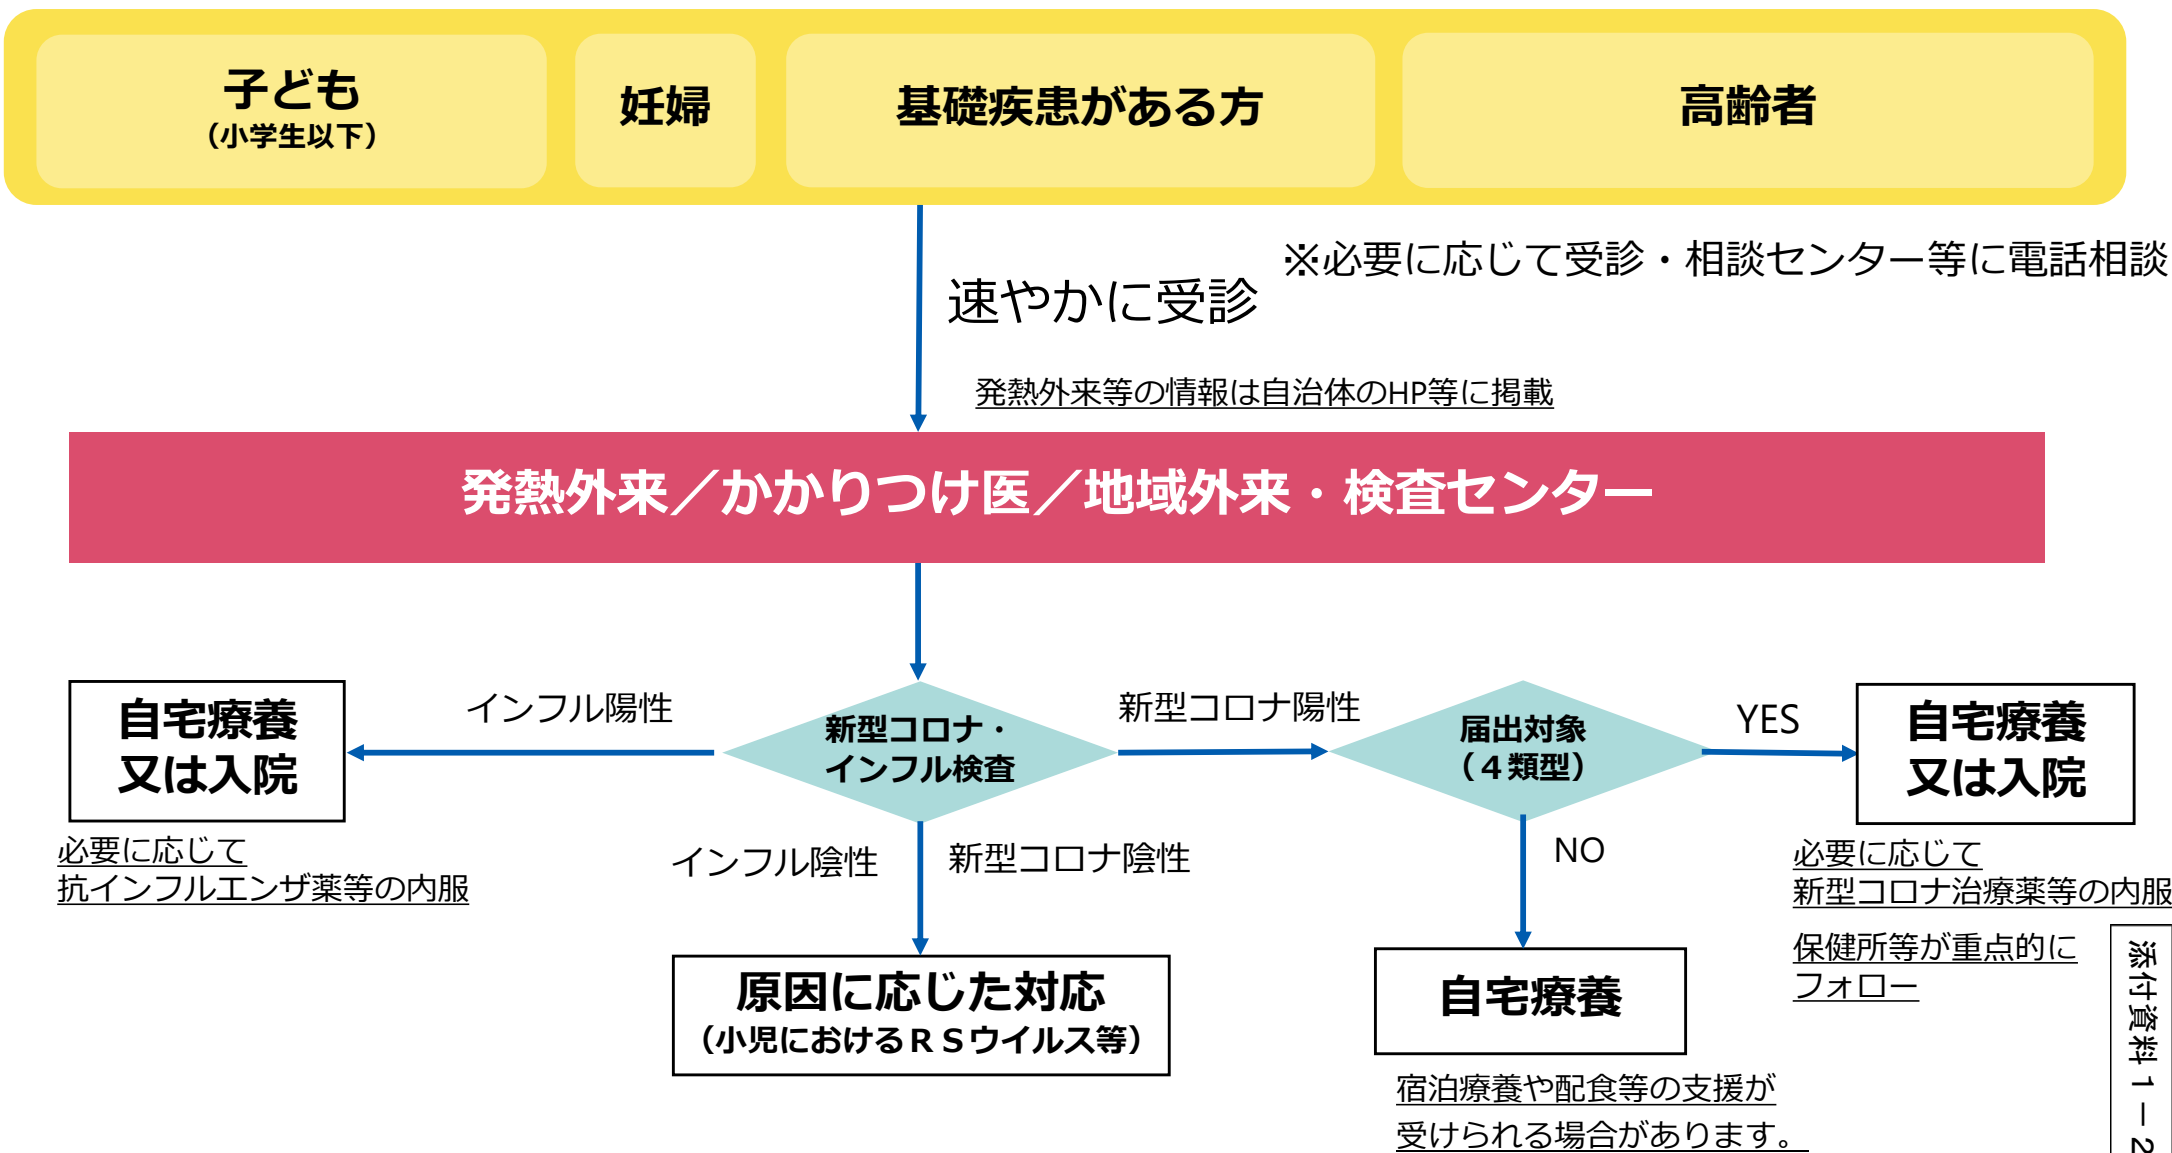 子ども
（小学生以下）
妊婦
基礎疾患がある方
高齢者
※必要に応じて受診・相談センター等に電話相談
速やかに受診
発熱外来等の情報は自治体のHP等に掲載
発熱外来／かかりつけ医／地域外来・検査センター
自宅療養
又は入院
インフル陽性
新型コロナ・
インフル検査
新型コロナ陽性
届出対象
（４類型）
YES
自宅療養
又は入院
必要に応じて
抗インフルエンザ薬等の内服
インフル陰性
新型コロナ陰性
NO
必要に応じて
新型コロナ治療薬等の内服
保健所等が重点的に
フォロー
原因に応じた対応
（小児におけるＲＳウイルス等）
自宅療養
宿泊療養や配食等の支援が
受けられる場合があります。
添付資料１－２